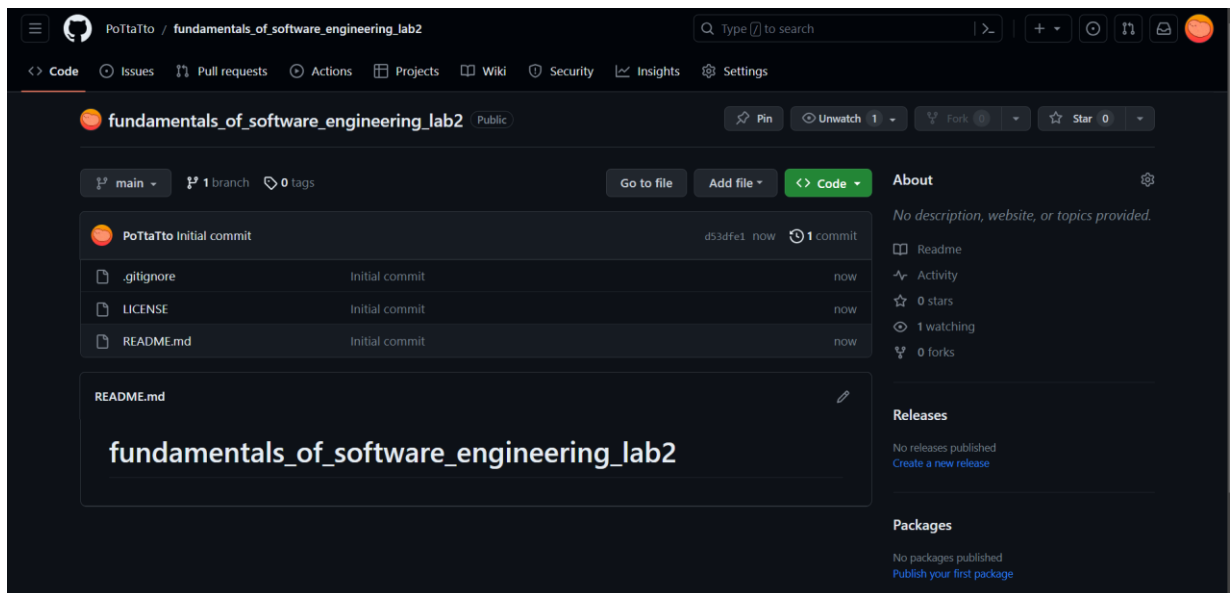 PoTtaTto / fundamentals_of_software_engineering_lab2
Type / to search
<> Code Issues Pull requests Actions Projects Wiki Security Insights Settings
fundamentals_of_software_engineering_lab2 Public
Pin Unwatch 1 Fork 0 Star 0
main 1 branch 0 tags Go to file Add file <> Code
PoTtaTto Initial commit d53dfe1 now 1 commit
.gitignore Initial commit now
LICENSE Initial commit now
README.md Initial commit now
README.md
fundamentals_of_software_engineering_lab2
About
No description, website, or topics provided.
Readme
Activity
0 stars
1 watching
0 forks
Releases
No releases published
Create a new release
Packages
No packages published
Publish your first package